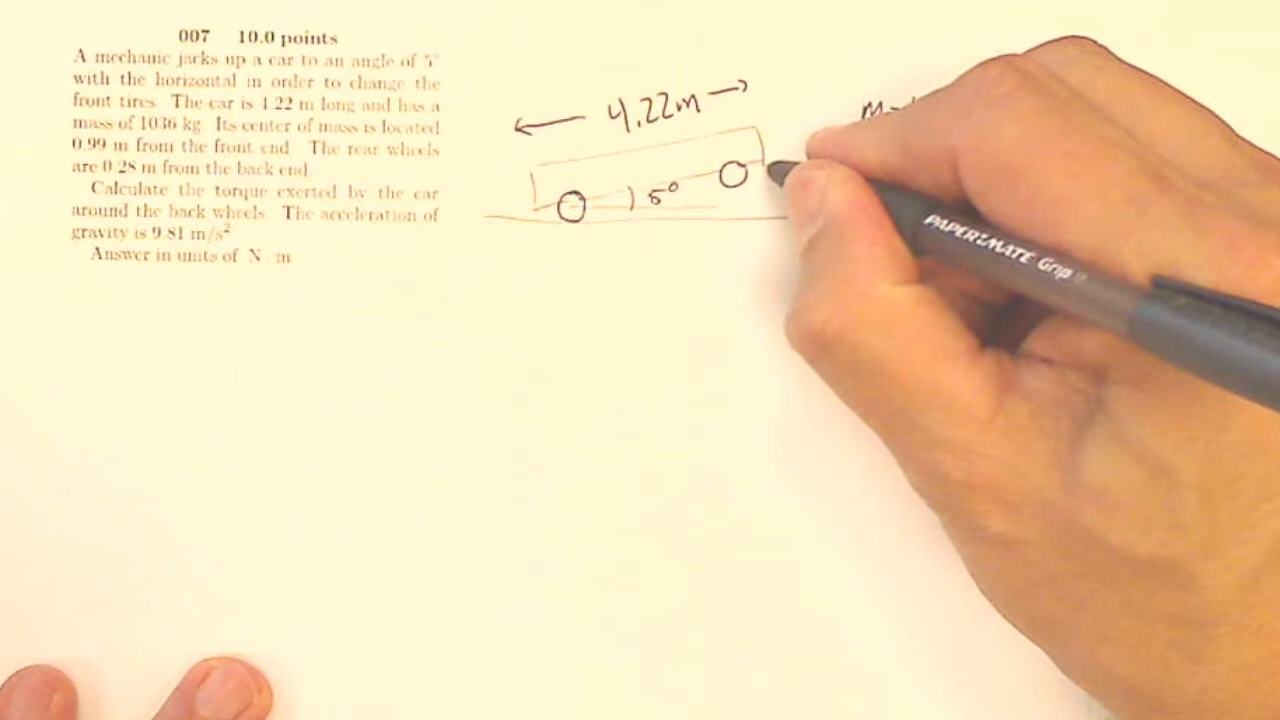 007 10.0 points
A mechanic jacks up a car to an angle of 5°
with the horizontal in order to change the
front tires. The car is 4.22 m long and has a
mass of 1036 kg. Its center of mass is located
0.99 m from the front end. The rear wheels
are 0.28 m from the back end.
Calculate the torque exerted by the car
around the back wheels. The acceleration of
gravity is 9.81 m/s²
Answer in units of N · m
4.22m
m
5°
PAPER:MATE Grip